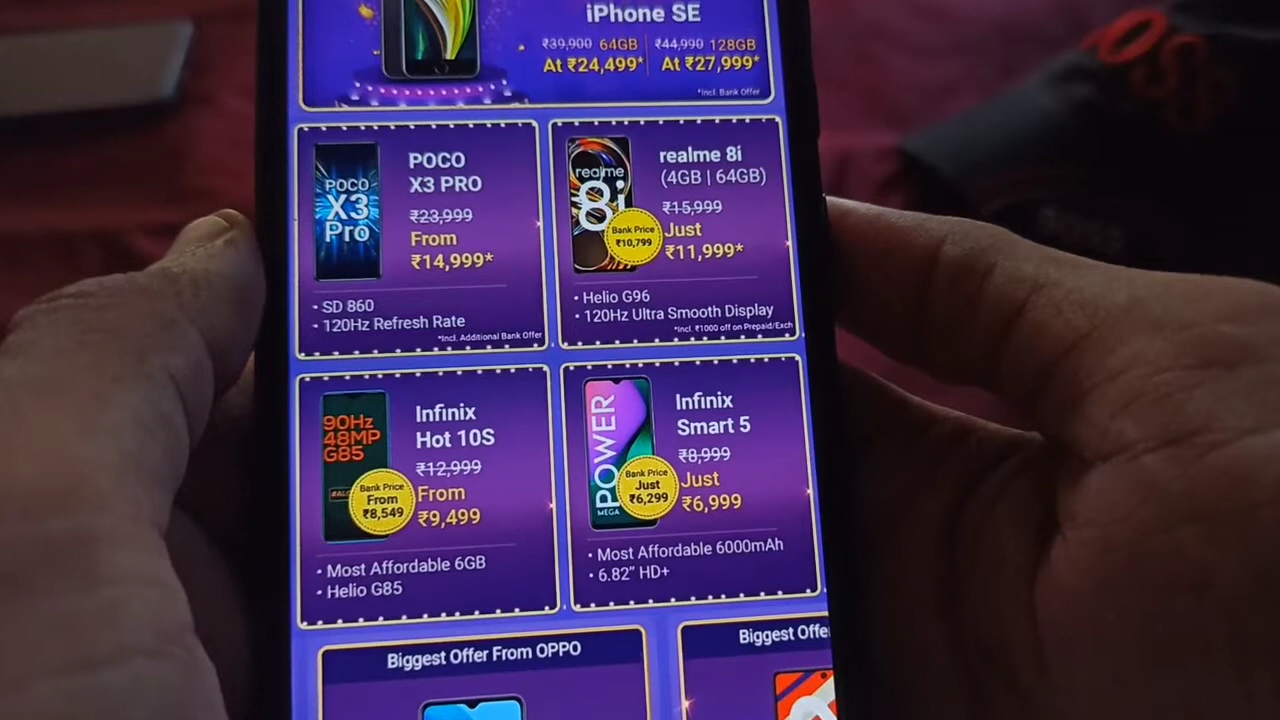 iPhone SE
₹39,900 64GB
At ₹24,499*
₹44,990 128GB
At ₹27,999*
*Incl. Bank Offer
POCO
X3 Pro
POCO
X3 PRO
₹23,999
From
₹14,999*
• SD 860
• 120Hz Refresh Rate
*Incl. Additional Bank Offer
realme
8i
Bank Price
₹10,799
realme 8i
(4GB | 64GB)
₹15,999
Just
₹11,999*
• Helio G96
• 120Hz Ultra Smooth Display
*Incl. ₹1000 off on Prepaid/Exch
90Hz
48MP
G85
Bank Price
From
₹8,549
Infinix
Hot 10S
₹12,999
From
₹9,499
• Most Affordable 6GB
• Helio G85
POWER
MEGA
Bank Price
Just
₹6,299
Infinix
Smart 5
₹8,999
Just
₹6,999
• Most Affordable 6000mAh
• 6.82” HD+
Biggest Offer From OPPO
Biggest Offe